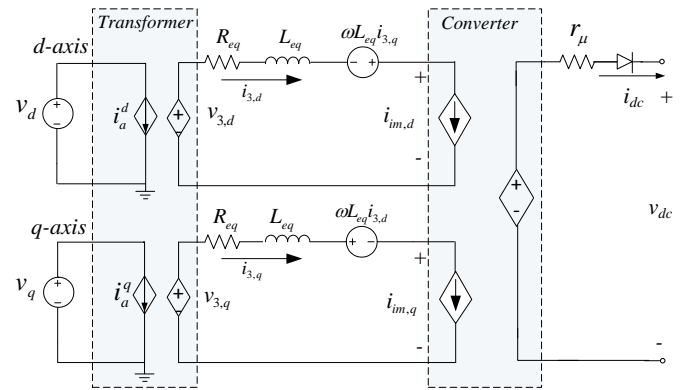 Transformer
Converter
d-axis
R_eq
L_eq
ωL_eq i_3,q
r_μ
v_d
+
-
i_a^d
+
-
v_3,d
i_3,d
-
+
+
-
i_im,d
i_dc
+
-
v_dc
+
-
q-axis
R_eq
L_eq
ωL_eq i_3,d
v_q
+
-
i_a^q
+
-
v_3,q
i_3,q
+
-
+
-
i_im,q